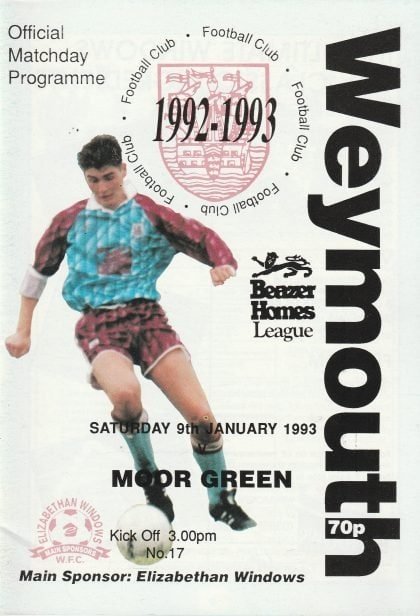 Official
Matchday
Programme
· Football Club · Football Club · Football Club · Football Club · Football Club
1992-1993
Weymouth
70p
Beazer
Homes
League
SATURDAY 9th JANUARY 1993
V
MOOR GREEN
Kick Off 3.00pm
No.17
ELIZABETHAN WINDOWS
MAIN SPONSORS
W.F.C.
Main Sponsor: Elizabethan Windows